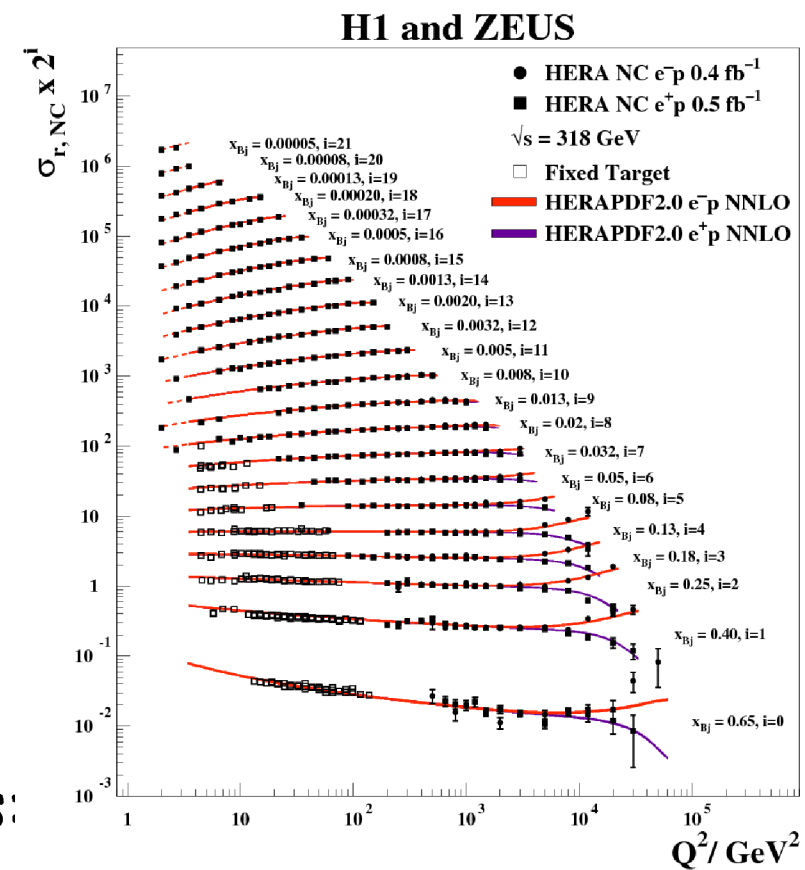 H1 and ZEUS
σr, NC x 2^i
HERA NC e⁻p 0.4 fb⁻¹
HERA NC e⁺p 0.5 fb⁻¹
√s = 318 GeV
Fixed Target
HERAPDF2.0 e⁻p NNLO
HERAPDF2.0 e⁺p NNLO
xBj = 0.00005, i=21
xBj = 0.00008, i=20
xBj = 0.00013, i=19
xBj = 0.00020, i=18
xBj = 0.00032, i=17
xBj = 0.0005, i=16
xBj = 0.0008, i=15
xBj = 0.0013, i=14
xBj = 0.0020, i=13
xBj = 0.0032, i=12
xBj = 0.005, i=11
xBj = 0.008, i=10
xBj = 0.013, i=9
xBj = 0.02, i=8
xBj = 0.032, i=7
xBj = 0.05, i=6
xBj = 0.08, i=5
xBj = 0.13, i=4
xBj = 0.18, i=3
xBj = 0.25, i=2
xBj = 0.40, i=1
xBj = 0.65, i=0
10⁷
10⁶
10⁵
10⁴
10³
10²
10
1
10⁻¹
10⁻²
10⁻³
1
10
10²
10³
10⁴
10⁵
Q²/ GeV²